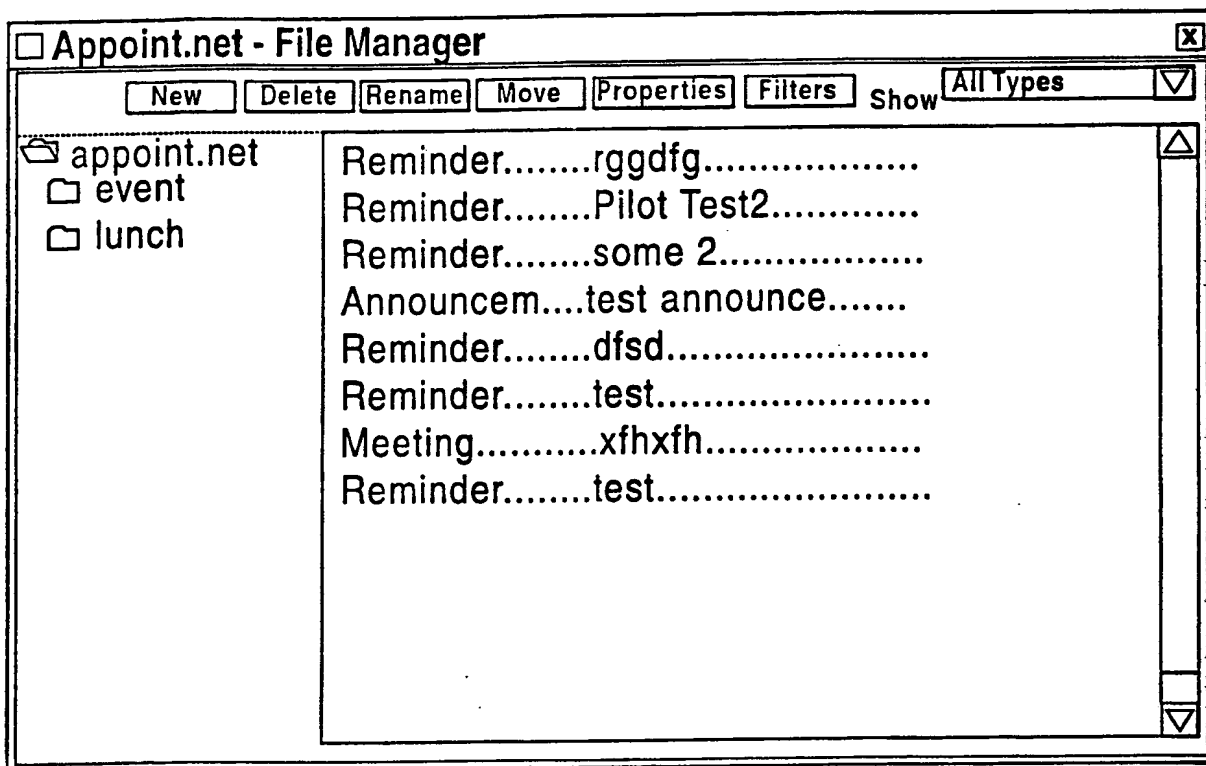 Appoint.net - File Manager X
New Delete Rename Move Properties Filters Show All Types
appoint.net
event
lunch
Reminder........rggdfg...................
Reminder........Pilot Test2.............
Reminder........some 2..................
Announcem....test announce.......
Reminder........dfsd.......................
Reminder........test........................
Meeting...........xfhxfh...................
Reminder........test........................